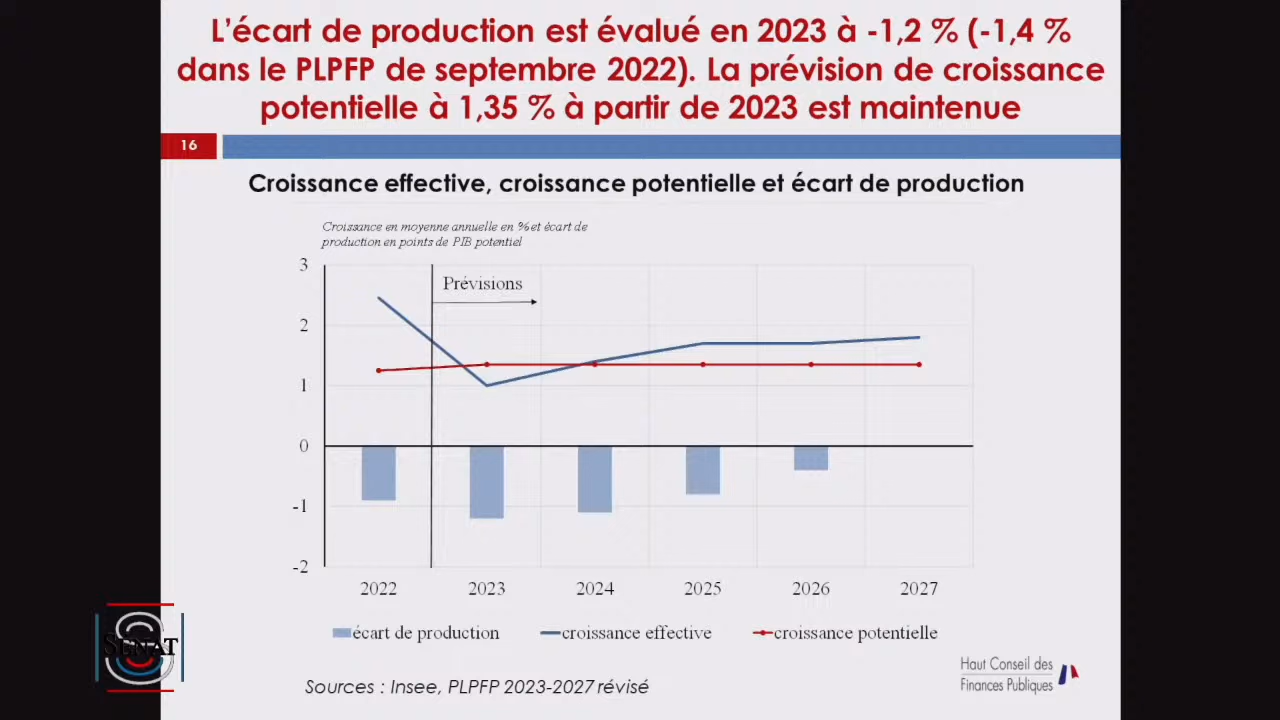 L'écart de production est évalué en 2023 à -1,2 % (-1,4 %
dans le PLPFP de septembre 2022). La prévision de croissance
potentielle à 1,35 % à partir de 2023 est maintenue
16
Croissance effective, croissance potentielle et écart de production
Croissance en moyenne annuelle en % et écart de
production en points de PIB potentiel
3
Prévisions
2
1
0
-1
-2
2022 2023 2024 2025 2026 2027
écart de production croissance effective croissance potentielle
SENAT
Haut Conseil des
Finances Publiques
Sources : Insee, PLPFP 2023-2027 révisé